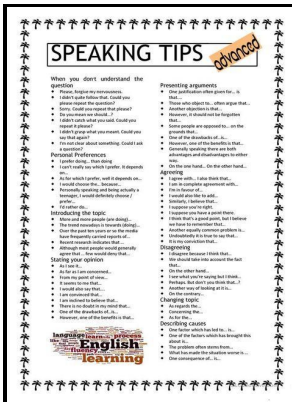 SPEAKING TIPS
advanced
When you don't understand the
question
Please, forgive my nervousness.
I didn't quite follow that. Could you
please repeat the question?
Sorry. Could you repeat that please?
Do you mean we should...?
I didn't catch what you said. Could you
repeat it please?
I didn't grasp what you meant. Could you
say that again?
I'm not clear about something. Could I ask
a question?
Personal Preferences
I prefer doing... than doing
I can't really say which I prefer. It depends
on...
As for which I prefer, well it depends on...
I would choose the... because...
Personally speaking and being actually a
teenager, I would definitely choose /
prefer...
I'd rather do...
Introducing the topic
More and more people (are doing)...
The trend nowadays is towards (doing)...
Over the past ten years or so the media
have frequently carried reports of...
Recent research indicates that...
Although most people would generally
agree that ... few would deny that...
Stating your opinion
As I see it...
As far as I am concerned...
From my point of view...
It seems to me that...
I would also say that...
I am convinced that...
I am inclined to believe that...
There is no doubt in my mind that...
One of the drawbacks of..is...
However, one of the benefits is that...
language learn process
English
fluency
learning
Presenting arguments
One justification often given for... is
that...
Those who object to... often argue that...
Another objection is that...
However, it should not be forgotten
that...
Some people are opposed to... on the
grounds that...
One of the drawbacks of..is...
However, one of the benefits is that...
Generally speaking there are both
advantages and disadvantages to either
way.
On the one hand... On the other hand...
Agreeing
I agree with.. I also think that..
I am in complete agreement with...
I'm in favour of...
I would also like to add...
Similarly, I believe that...
I suppose you're right.
I suppose you have a point there.
I think that's a good point, but I believe
we have to remember that...
Another equally common problem is...
Undoubtedly it is true to say that...
It is my conviction that...
Disagreeing
I disagree because I think that..
We should take into account the fact
that...
On the other hand...
I see what you're saying but I think...
Perhaps. But don't you think that..?
Another way of looking at it is...
On the contrary...
Changing topic
As regards the...
Concerning the...
As for the...
Describing causes
One factor which has led to... is...
One of the factors which has brought this
about is...
The problem often stems from...
What has made the situation worse is ...
One consequence of.. is...